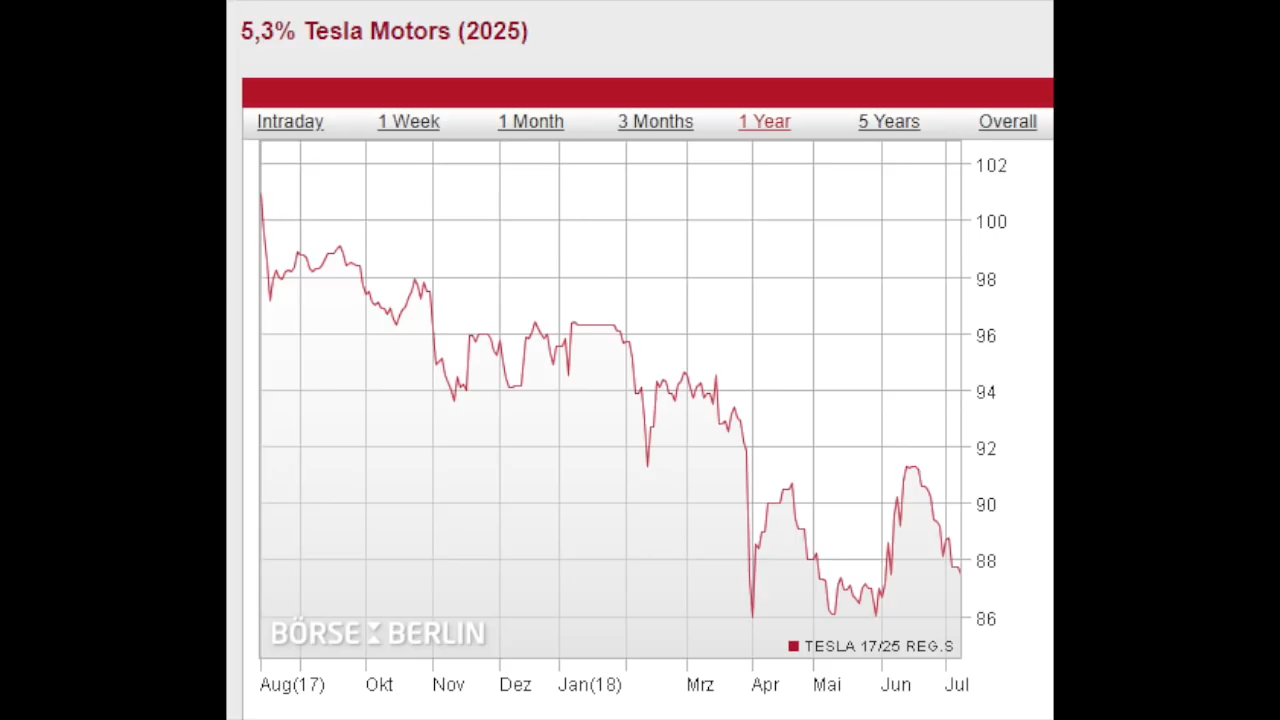 5,3% Tesla Motors (2025)
Intraday 1 Week 1 Month 3 Months 1 Year 5 Years Overall
102
100
98
96
94
92
90
88
86
BÖRSE BERLIN
TESLA 17/25 REG.S
Aug(17) Okt Nov Dez Jan(18) Mrz Apr Mai Jun Jul